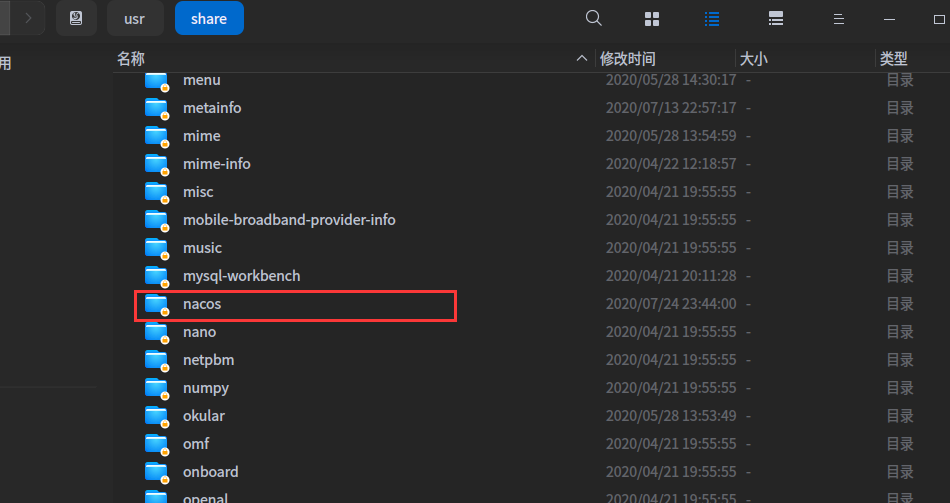 usr share
用
名称 修改时间 大小 类型
menu 2020/05/28 14:30:17 - 目录
metainfo 2020/07/13 22:57:17 - 目录
mime 2020/05/28 13:54:59 - 目录
mime-info 2020/04/22 12:18:57 - 目录
misc 2020/04/21 19:55:55 - 目录
mobile-broadband-provider-info 2020/04/21 19:55:55 - 目录
music 2020/04/21 19:55:55 - 目录
mysql-workbench 2020/04/21 20:11:28 - 目录
nacos 2020/07/24 23:44:00 - 目录
nano 2020/04/21 19:55:55 - 目录
netpbm 2020/04/21 19:55:55 - 目录
numpy 2020/04/21 19:55:55 - 目录
okular 2020/05/28 13:53:49 - 目录
omf 2020/04/21 19:55:55 - 目录
onboard 2020/04/21 19:55:55 - 目录
openal 2020/04/21 19:55:55 - 目录